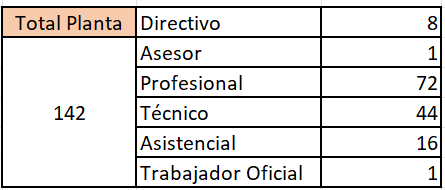 Total Planta Directivo 8
Asesor 1
Profesional 72
142 Técnico 44
Asistencial 16
Trabajador Oficial 1